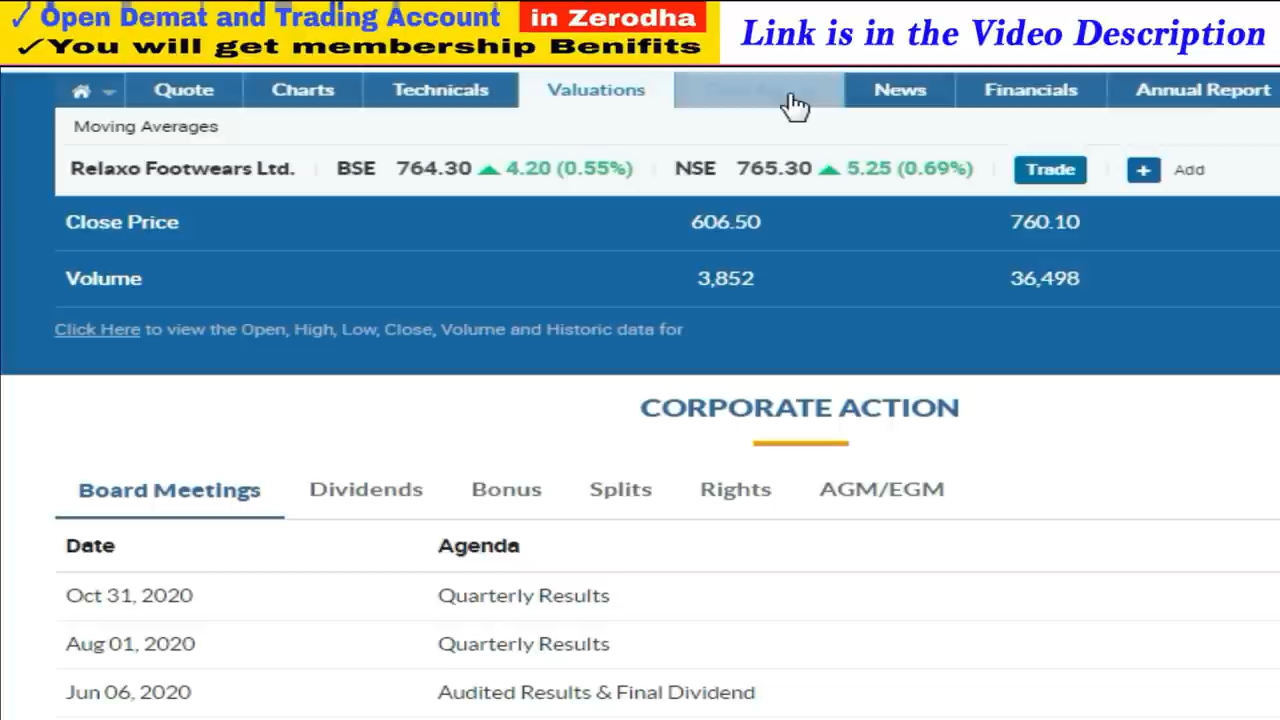 ✓ Open Demat and Trading Account in Zerodha
✓You will get membership Benifits
Link is in the Video Description
Quote Charts Technicals Valuations News Financials Annual Report
Moving Averages
Relaxo Footwears Ltd. BSE 764.30 4.20 (0.55%) NSE 765.30 5.25 (0.69%) Trade + Add
Close Price 606.50 760.10
Volume 3,852 36,498
Click Here to view the Open, High, Low, Close, Volume and Historic data for
CORPORATE ACTION
Board Meetings Dividends Bonus Splits Rights AGM/EGM
Date Agenda
Oct 31, 2020 Quarterly Results
Aug 01, 2020 Quarterly Results
Jun 06, 2020 Audited Results & Final Dividend